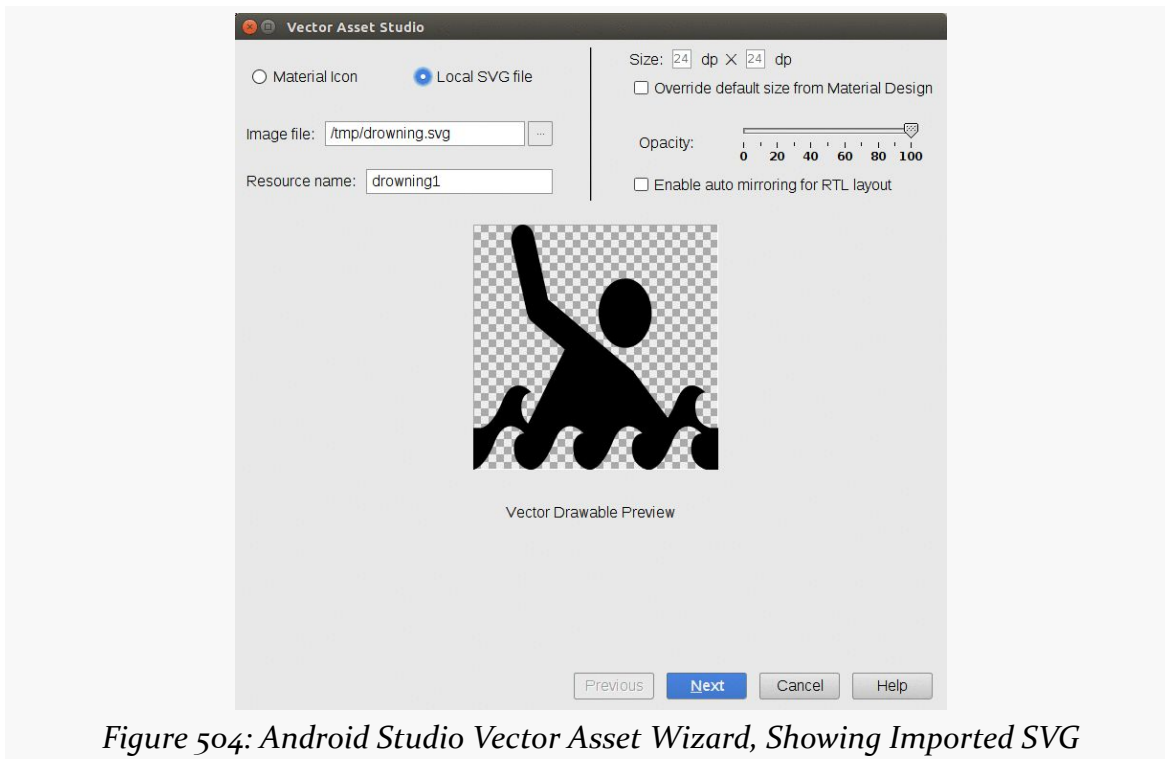 Vector Asset Studio
Material Icon
Local SVG file
Image file: /tmp/drowning.svg ...
Resource name: drowning1
Size: 24 dp X 24 dp
Override default size from Material Design
Opacity:
0 20 40 60 80 100
Enable auto mirroring for RTL layout
Vector Drawable Preview
Previous Next Cancel Help
Figure 504: Android Studio Vector Asset Wizard, Showing Imported SVG